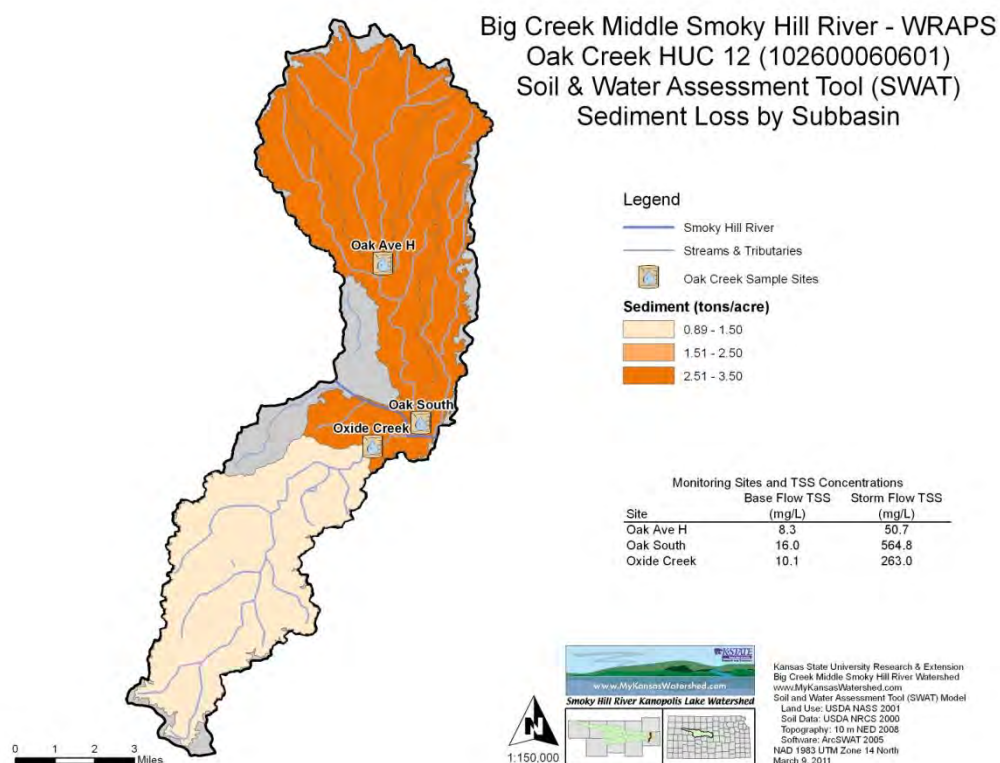 Big Creek Middle Smoky Hill River - WRAPS
Oak Creek HUC 12 (102600060601)
Soil & Water Assessment Tool (SWAT)
Sediment Loss by Subbasin
Legend
Smoky Hill River
Streams & Tributaries
Oak Creek Sample Sites
Sediment (tons/acre)
0.89 - 1.50
1.51 - 2.50
2.51 - 3.50
Oak Ave H
Oak South
Oxide Creek
Monitoring Sites and TSS Concentrations
Base Flow TSS Storm Flow TSS
Site (mg/L) (mg/L)
Oak Ave H 8.3 50.7
Oak South 16.0 564.8
Oxide Creek 10.1 263.0
K-STATE
www.MyKansasWatershed.com
Smoky Hill River Kanopolis Lake Watershed
N
1:150,000
0 1 2 3 Miles
Kansas State University Research & Extension
Big Creek Middle Smoky Hill River Watershed
www.MyKansasWatershed.com
Soil and Water Assessment Tool (SWAT) Model
Land Use: USDA NASS 2001
Soil Data: USDA NRCS 2000
Topography: 10 m NED 2008
Software: ArcSWAT 2005
NAD 1983 UTM Zone 14 North
March 9, 2011